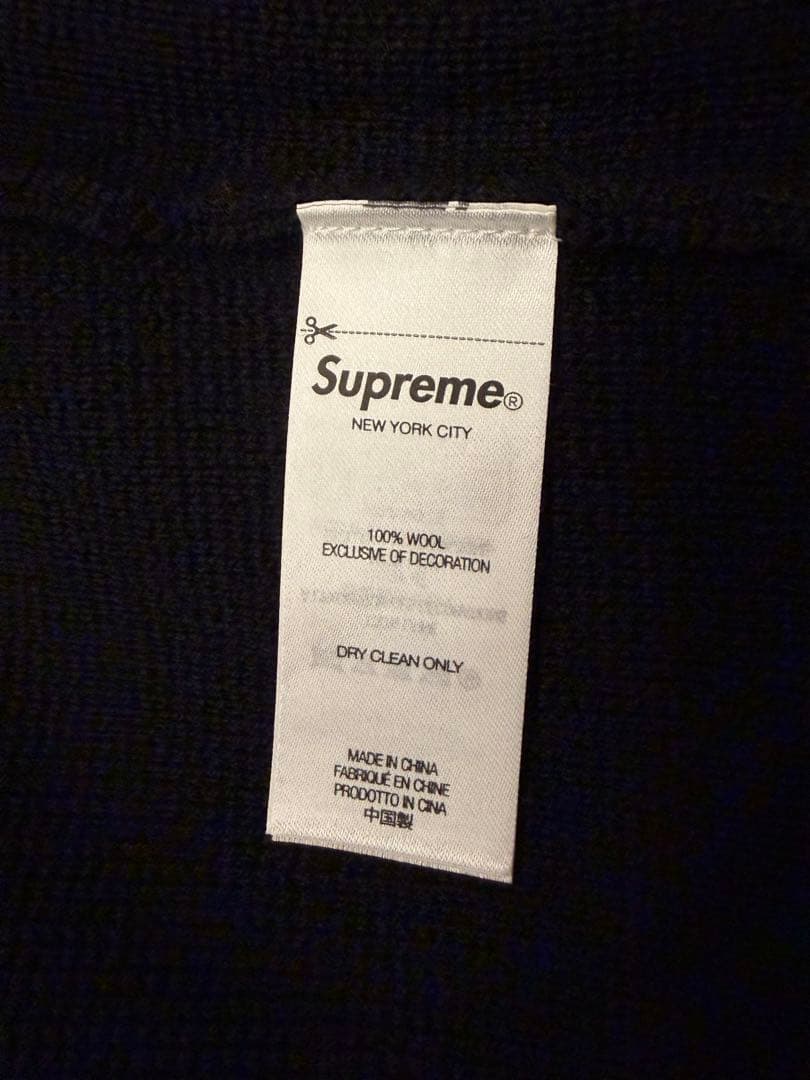 Supreme®
NEW YORK CITY
100% WOOL
EXCLUSIVE OF DECORATION
DRY CLEAN ONLY
MADE IN CHINA
FABRIQUÉ EN CHINE
PRODOTTO IN CINA
中国製